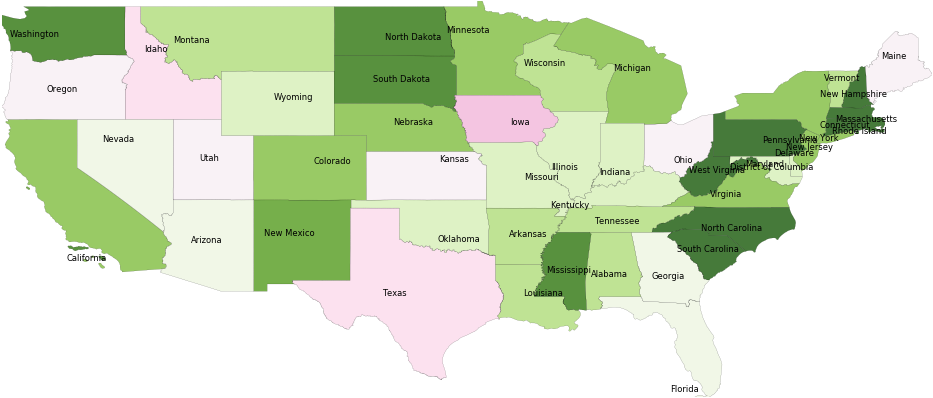 Washington
Idaho
Montana
North Dakota
Minnesota
Maine
Oregon
Wyoming
South Dakota
Wisconsin
Michigan
Vermont
New Hampshire
Nevada
Utah
Colorado
Nebraska
Kansas
Iowa
Missouri
Illinois
Indiana
Ohio
Massachusetts
Connecticut
Rhode Island
Pennsylvania
New York
New Jersey
Delaware
Maryland
District of Columbia
West Virginia
Virginia
Kentucky
California
Arizona
New Mexico
Oklahoma
Arkansas
Tennessee
North Carolina
South Carolina
Texas
Louisiana
Mississippi
Alabama
Georgia
Florida